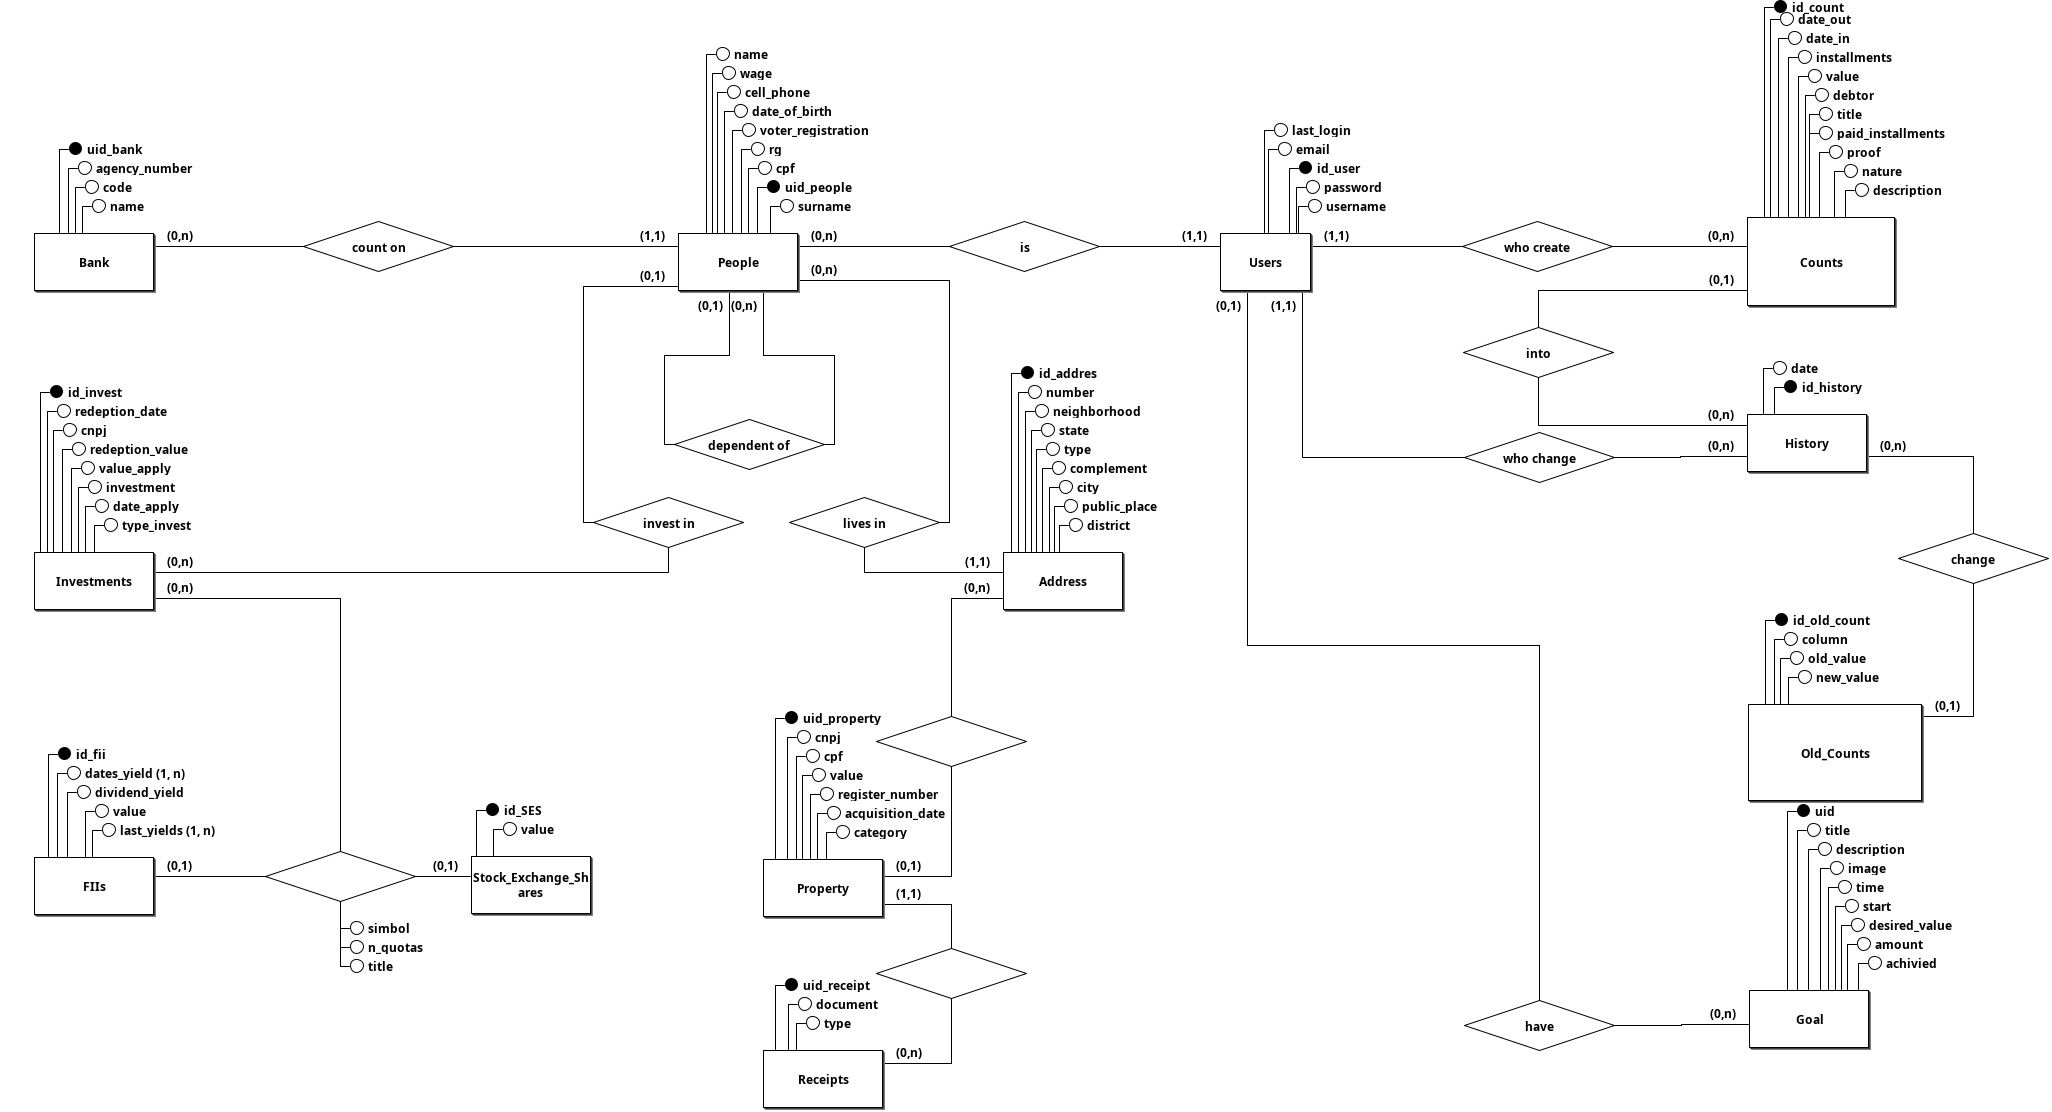 name
wage
cell_phone
date_of_birth
voter_registration
rg
cpf
uid_people
surname
uid_bank
agency_number
code
name
Bank
(0,n)
count on
(1,1)
People
(0,n)
is
(1,1)
(0,1)
(0,n)
(0,1)
(0,n)
dependent of
invest in
lives in
last_login
email
id_user
password
username
Users
(1,1)
who create
(0,n)
(0,1)
(1,1)
id_count
date_out
date_in
installments
value
debtor
title
paid_installments
proof
nature
description
Counts
(0,1)
into
(0,n)
date
id_history
History
who change
(0,n)
(0,n)
change
id_invest
redeption_date
cnpj
redeption_value
value_apply
investment
date_apply
type_invest
Investments
(0,n)
(0,n)
id_addres
number
neighborhood
state
type
complement
city
public_place
district
Address
(1,1)
(0,n)
id_old_count
column
old_value
new_value
Old_Counts
(0,1)
id_fii
dates_yield (1, n)
dividend_yield
value
last_yields (1, n)
FIIs
(0,1)
(0,1)
id_SES
value
Stock_Exchange_Sh
ares
simbol
n_quotas
title
uid_property
cnpj
cpf
value
register_number
acquisition_date
category
Property
(0,1)
(1,1)
uid_receipt
document
type
Receipts
(0,n)
uid
title
description
image
time
start
desired_value
amount
achivied
Goal
have
(0,n)